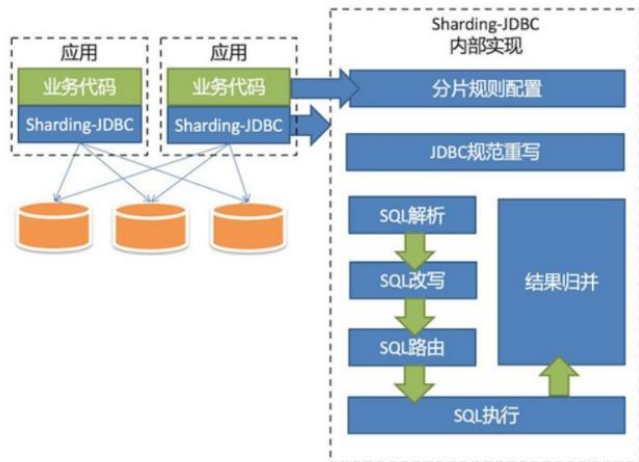 应用
业务代码
Sharding-JDBC
应用
业务代码
Sharding-JDBC
Sharding-JDBC
内部实现
分片规则配置
JDBC规范重写
SQL解析
SQL改写
SQL路由
结果归并
SQL执行